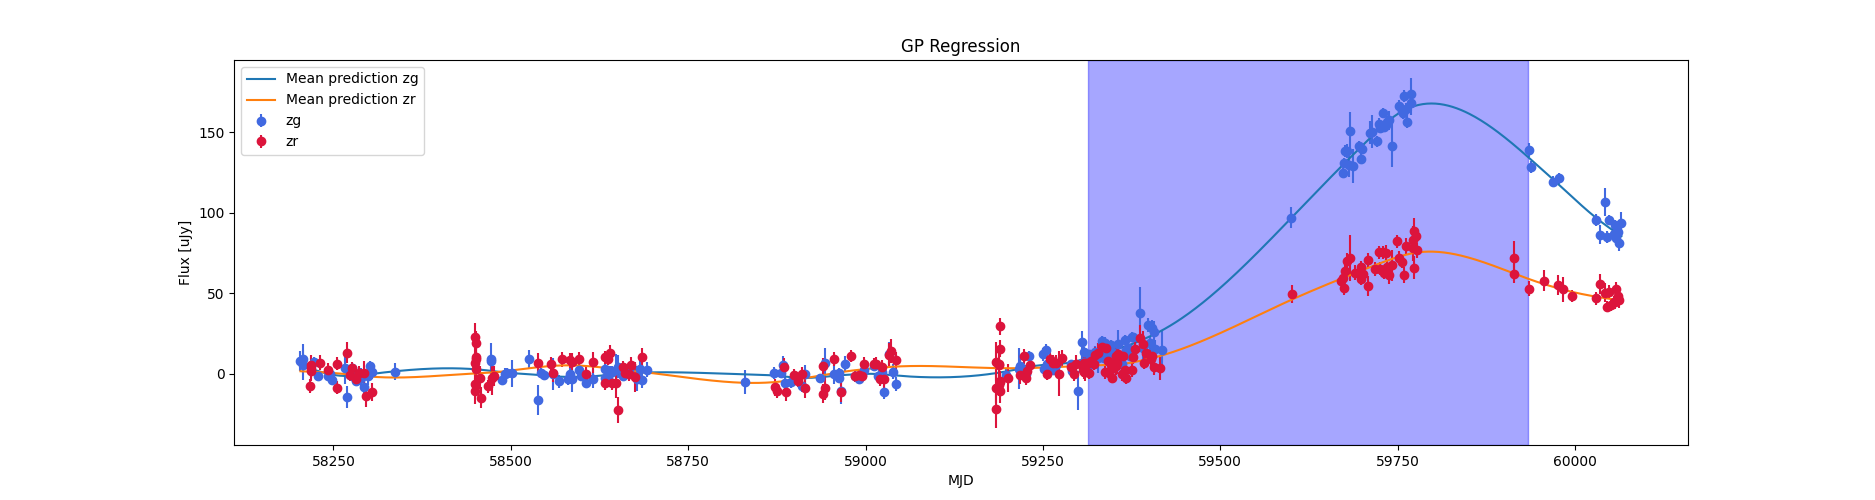 GP Regression
Mean prediction zg
Mean prediction zr
zg
zr
Flux [uJy]
150
100
50
0
58250 58500 58750 59000 59250 59500 59750 60000
MJD